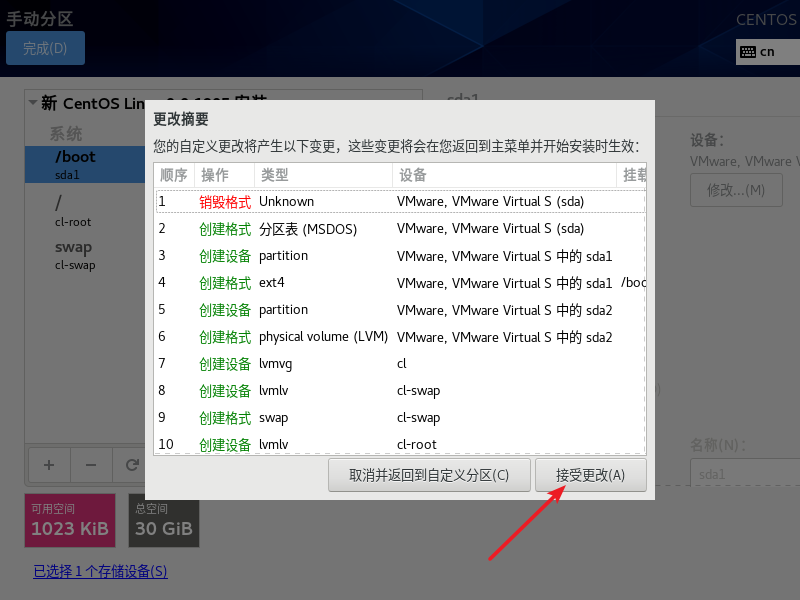 手动分区
CENTOS
完成(D)
cn
新 CentOS Lin
系统
/boot
sda1
/
cl-root
swap
cl-swap
sda1
设备：
VMware, VMware V
修改...(M)
名称(N)：
sda1
更改摘要
您的自定义更改将产生以下变更，这些变更将会在您返回到主菜单并开始安装时生效：
顺序 操作 类型 设备 挂载
1 销毁格式 Unknown VMware, VMware Virtual S (sda)
2 创建格式 分区表 (MSDOS) VMware, VMware Virtual S (sda)
3 创建设备 partition VMware, VMware Virtual S 中的 sda1
4 创建格式 ext4 VMware, VMware Virtual S 中的 sda1 /boo
5 创建设备 partition VMware, VMware Virtual S 中的 sda2
6 创建格式 physical volume (LVM) VMware, VMware Virtual S 中的 sda2
7 创建设备 lvmvg cl
8 创建设备 lvmlv cl-swap
9 创建格式 swap cl-swap
10 创建设备 lvmlv cl-root
取消并返回到自定义分区(C) 接受更改(A)
可用空间
1023 KiB
总空间
30 GiB
已选择 1 个存储设备(S)